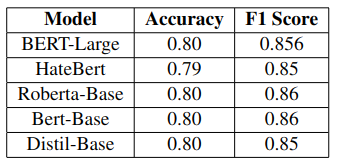 Model Accuracy F1 Score
BERT-Large 0.80 0.856
HateBert 0.79 0.85
Roberta-Base 0.80 0.86
Bert-Base 0.80 0.86
Distil-Base 0.80 0.85